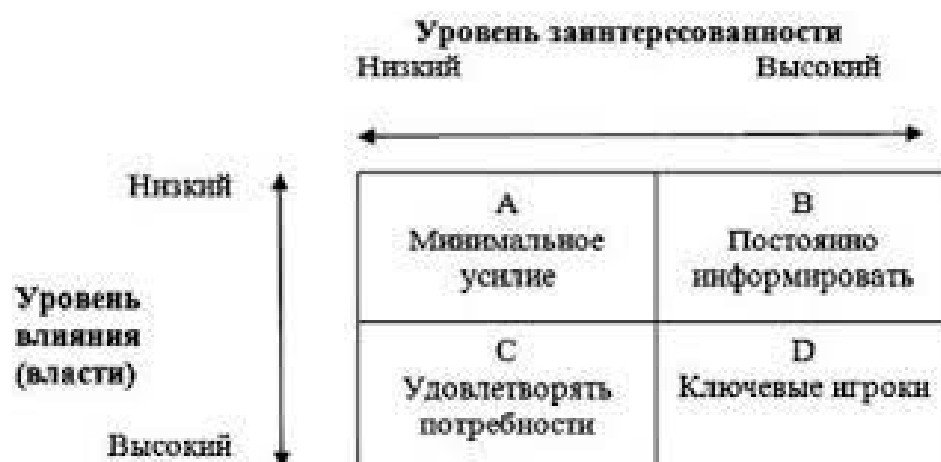 Уровень заинтересованности
Низкий Высокий
Низкий
A
Минимальное
усилие
B
Постоянно
информировать
Уровень
влияния
(власти)
C
Удовлетворять
потребности
D
Ключевые игроки
Высокий